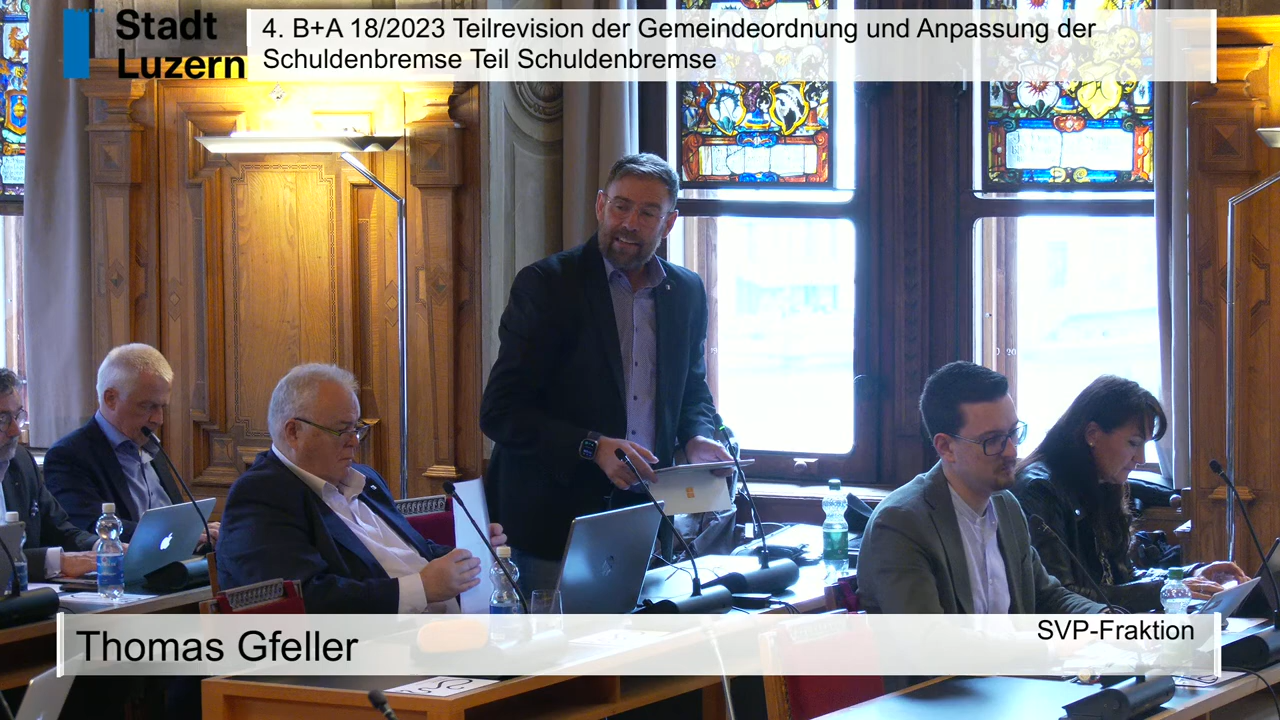 Stadt
Luzern
4. B+A 18/2023 Teilrevision der Gemeindeordnung und Anpassung der
Schuldenbremse Teil Schuldenbremse
Thomas Gfeller
SVP-Fraktion